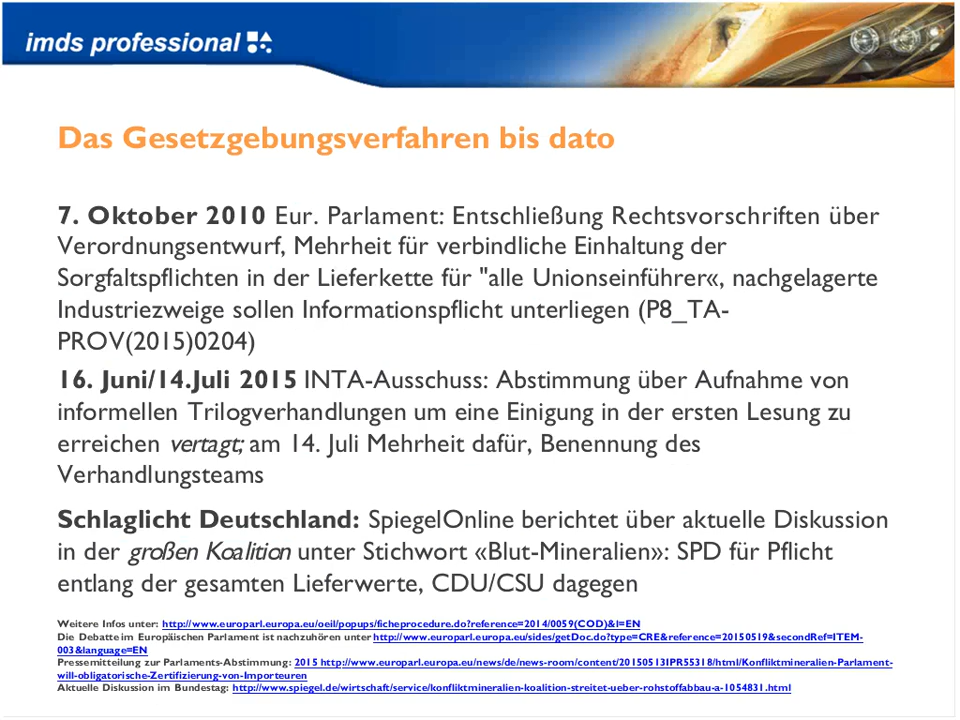 imds professional
Das Gesetzgebungsverfahren bis dato
7. Oktober 2010 Eur. Parlament: Entschließung Rechtsvorschriften über
Verordnungsentwurf, Mehrheit für verbindliche Einhaltung der
Sorgfaltspflichten in der Lieferkette für "alle Unionseinführer«, nachgelagerte
Industriezweige sollen Informationspflicht unterliegen (P8_TA-
PROV(2015)0204)
16. Juni/14.Juli 2015 INTA-Ausschuss: Abstimmung über Aufnahme von
informellen Trilogverhandlungen um eine Einigung in der ersten Lesung zu
erreichen vertagt; am 14. Juli Mehrheit dafür, Benennung des
Verhandlungsteams
Schlaglicht Deutschland: SpiegelOnline berichtet über aktuelle Diskussion
in der großen Koalition unter Stichwort «Blut-Mineralien»: SPD für Pflicht
entlang der gesamten Lieferwerte, CDU/CSU dagegen
Weitere Infos unter: http://www.europarl.europa.eu/oeil/popups/ficheprocedure.do?reference=2014/0059(COD)&l=EN
Die Debatte im Europäischen Parlament ist nachzuhören unter http://www.europarl.europa.eu/sides/getDoc.do?type=CRE&reference=20150519&secondRef=ITEM-
003&language=EN
Pressemitteilung zur Parlaments-Abstimmung: 2015 http://www.europarl.europa.eu/news/de/news-room/content/20150513IPR55318/html/Konfliktmineralien-Parlament-
will-obligatorische-Zertifizierung-von-Importeuren
Aktuelle Diskussion im Bundestag: http://www.spiegel.de/wirtschaft/service/konfliktmineralien-koalition-streitet-ueber-rohstoffabbau-a-1054831.html